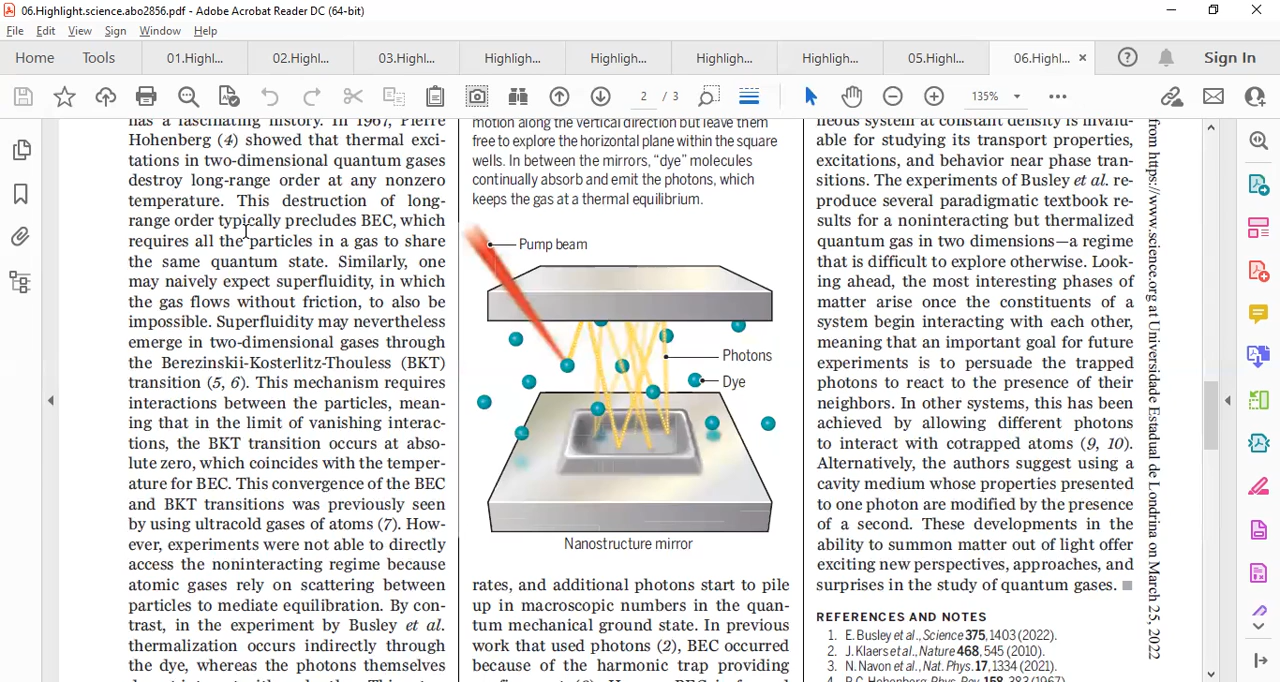 06.Highlight.science.abo2856.pdf - Adobe Acrobat Reader DC (64-bit)
File Edit View Sign Window Help
Home Tools 01.Highl... 02.Highl... 03.Highl... Highligh... Highligh... Highligh... Highligh... 05.Highl... 06.Highl... Sign In
2 / 3 135%
has a fascinating history. In 1967, Pierre
Hohenberg (4) showed that thermal exci-
tations in two-dimensional quantum gases
destroy long-range order at any nonzero
temperature. This destruction of long-
range order typically precludes BEC, which
requires all the particles in a gas to share
the same quantum state. Similarly, one
may naively expect superfluidity, in which
the gas flows without friction, to also be
impossible. Superfluidity may nevertheless
emerge in two-dimensional gases through
the Berezinskii-Kosterlitz-Thouless (BKT)
transition (5, 6). This mechanism requires
interactions between the particles, mean-
ing that in the limit of vanishing interac-
tions, the BKT transition occurs at abso-
lute zero, which coincides with the temper-
ature for BEC. This convergence of the BEC
and BKT transitions was previously seen
by using ultracold gases of atoms (7). How-
ever, experiments were not able to directly
access the noninteracting regime because
atomic gases rely on scattering between
particles to mediate equilibration. By con-
trast, in the experiment by Busley et al.
thermalization occurs indirectly through
the dye, whereas the photons themselves
motion along the vertical direction but leave them
free to explore the horizontal plane within the square
wells. In between the mirrors, “dye” molecules
continually absorb and emit the photons, which
keeps the gas at a thermal equilibrium.
Pump beam
Photons
Dye
Nanostructure mirror
rates, and additional photons start to pile
up in macroscopic numbers in the quan-
tum mechanical ground state. In previous
work that used photons (2), BEC occurred
because of the harmonic trap providing
neous system at constant density is invalu-
able for studying its transport properties,
excitations, and behavior near phase tran-
sitions. The experiments of Busley et al. re-
produce several paradigmatic textbook re-
sults for a noninteracting but thermalized
quantum gas in two dimensions—a regime
that is difficult to explore otherwise. Look-
ing ahead, the most interesting phases of
matter arise once the constituents of a
system begin interacting with each other,
meaning that an important goal for future
experiments is to persuade the trapped
photons to react to the presence of their
neighbors. In other systems, this has been
achieved by allowing different photons
to interact with cotrapped atoms (9, 10).
Alternatively, the authors suggest using a
cavity medium whose properties presented
to one photon are modified by the presence
of a second. These developments in the
ability to summon matter out of light offer
exciting new perspectives, approaches, and
surprises in the study of quantum gases.
REFERENCES AND NOTES
1. E. Busley et al., Science 375, 1403 (2022).
2. J. Klaers et al., Nature 468, 545 (2010).
3. N. Navon et al., Nat. Phys. 17, 1334 (2021).
4. P. C. Hohenberg, Phys. Rev. 158, 383 (1967).
from https://www.science.org at Universidade Estadual de Londrina on March 25, 2022